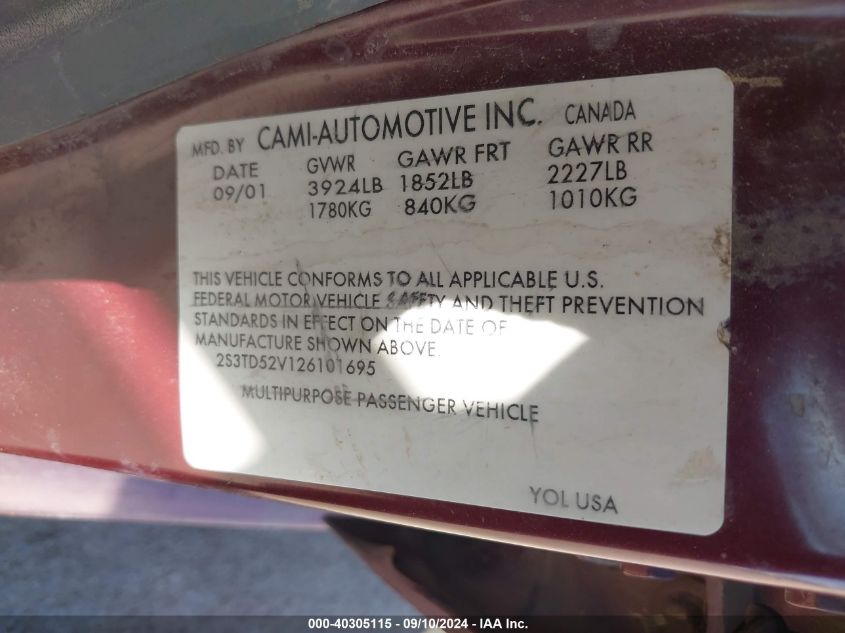 MFD. BY CAMI-AUTOMOTIVE INC. CANADA
DATE GVWR GAWR FRT GAWR RR
09/01 3924LB 1852LB 2227LB
1780KG 840KG 1010KG
THIS VEHICLE CONFORMS TO ALL APPLICABLE U.S.
FEDERAL MOTOR VEHICLE SAFETY AND THEFT PREVENTION
STANDARDS IN EFFECT ON THE DATE OF
MANUFACTURE SHOWN ABOVE.
2S3TD52V126101695
MULTIPURPOSE PASSENGER VEHICLE
YOL USA
000-40305115 - 09/10/2024 - IAA Inc.